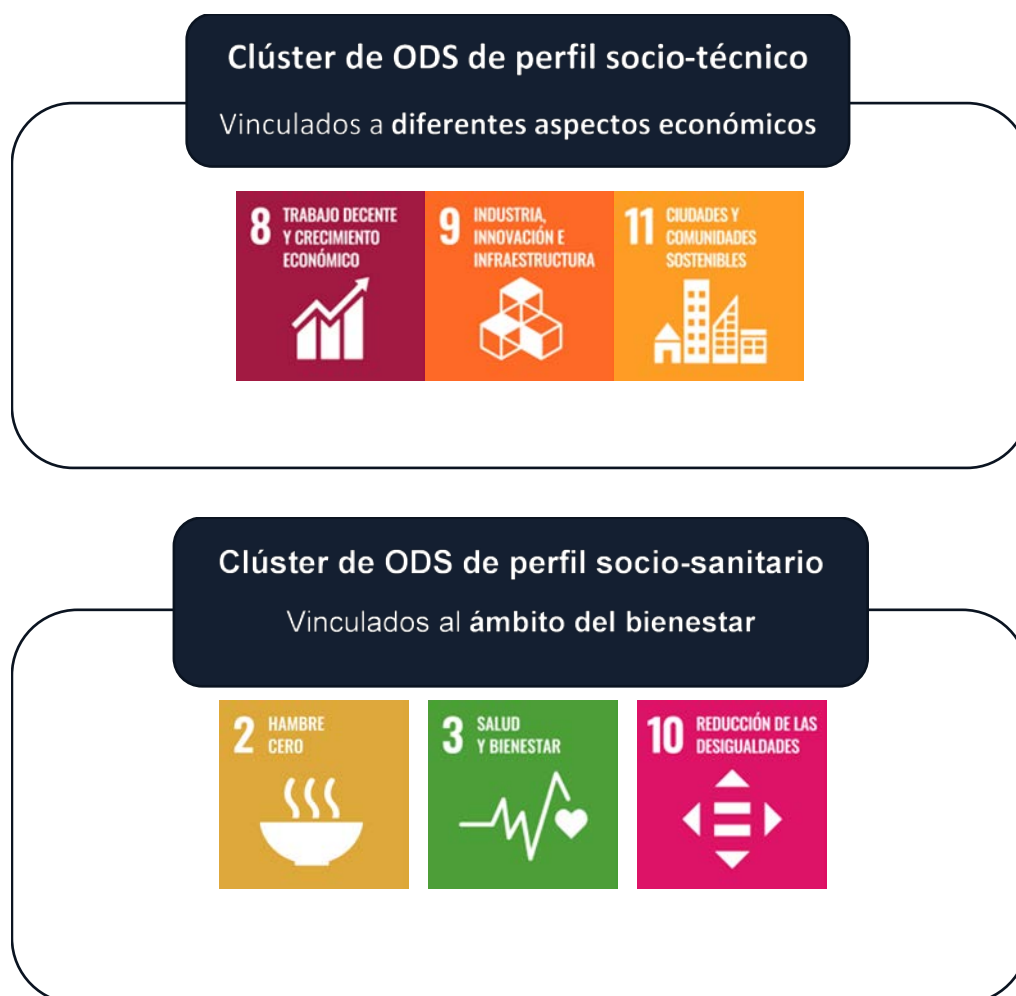 Clúster de ODS de perfil socio-técnico
Vinculados a diferentes aspectos económicos
8 TRABAJO DECENTE
Y CRECIMIENTO
ECONÓMICO
9 INDUSTRIA,
INNOVACIÓN E
INFRAESTRUCTURA
11 CIUDADES Y
COMUNIDADES
SOSTENIBLES
Clúster de ODS de perfil socio-sanitario
Vinculados al ámbito del bienestar
2 HAMBRE
CERO
3 SALUD
Y BIENESTAR
10 REDUCCIÓN DE LAS
DESIGUALDADES